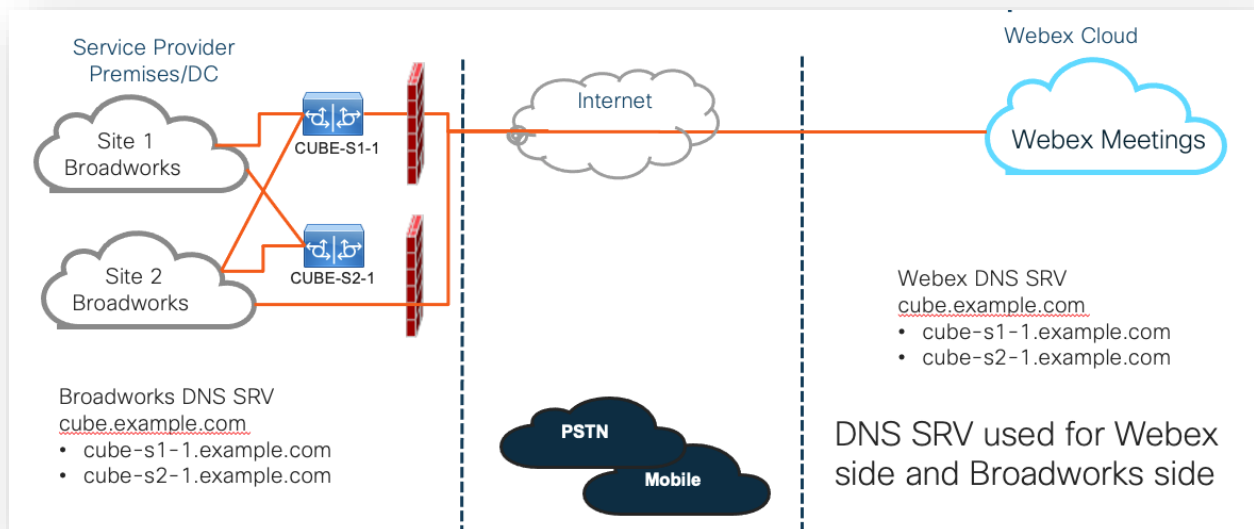 Service Provider
Premises/DC
Webex Cloud
Site 1
Broadworks
CUBE-S1-1
Internet
Webex Meetings
Site 2
Broadworks
CUBE-S2-1
Webex DNS SRV
cube.example.com
• cube-s1-1.example.com
• cube-s2-1.example.com
Broadworks DNS SRV
cube.example.com
• cube-s1-1.example.com
• cube-s2-1.example.com
PSTN
Mobile
DNS SRV used for Webex
side and Broadworks side